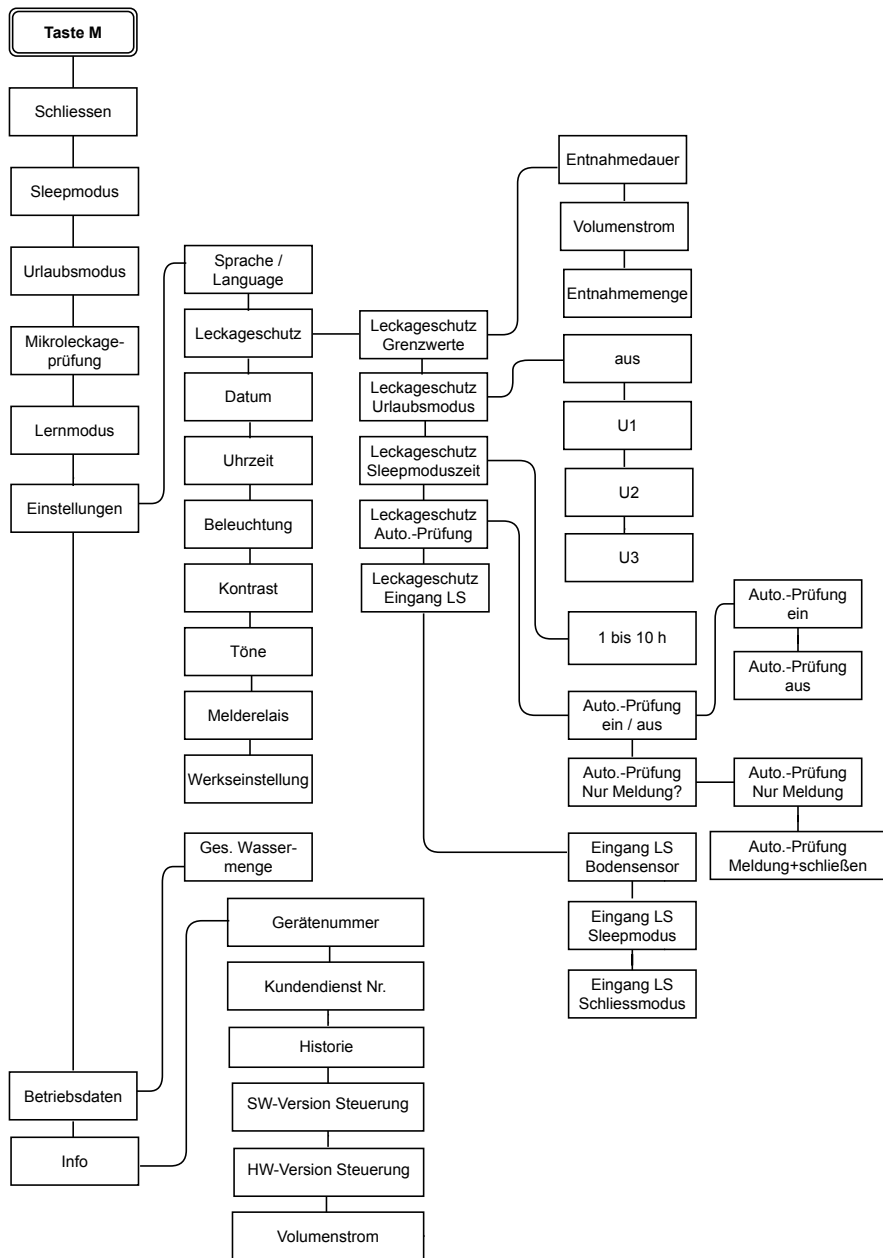 Taste M
Schliessen
Sleepmodus
Urlaubsmodus
Mikroleckage-
prüfung
Lernmodus
Einstellungen
Sprache /
Language
Leckageschutz
Datum
Uhrzeit
Beleuchtung
Kontrast
Töne
Melderelais
Werkseinstellung
Leckageschutz
Grenzwerte
Leckageschutz
Urlaubsmodus
Leckageschutz
Sleepmoduszeit
Leckageschutz
Auto.-Prüfung
Leckageschutz
Eingang LS
Entnahmedauer
Volumenstrom
Entnahmemenge
aus
U1
U2
U3
1 bis 10 h
Auto.-Prüfung
ein / aus
Auto.-Prüfung
Nur Meldung?
Auto.-Prüfung
ein
Auto.-Prüfung
aus
Auto.-Prüfung
Nur Meldung
Auto.-Prüfung
Meldung+schließen
Eingang LS
Bodensensor
Eingang LS
Sleepmodus
Eingang LS
Schliessmodus
Betriebsdaten
Ges. Wasser-
menge
Info
Gerätenummer
Kundendienst Nr.
Historie
SW-Version Steuerung
HW-Version Steuerung
Volumenstrom